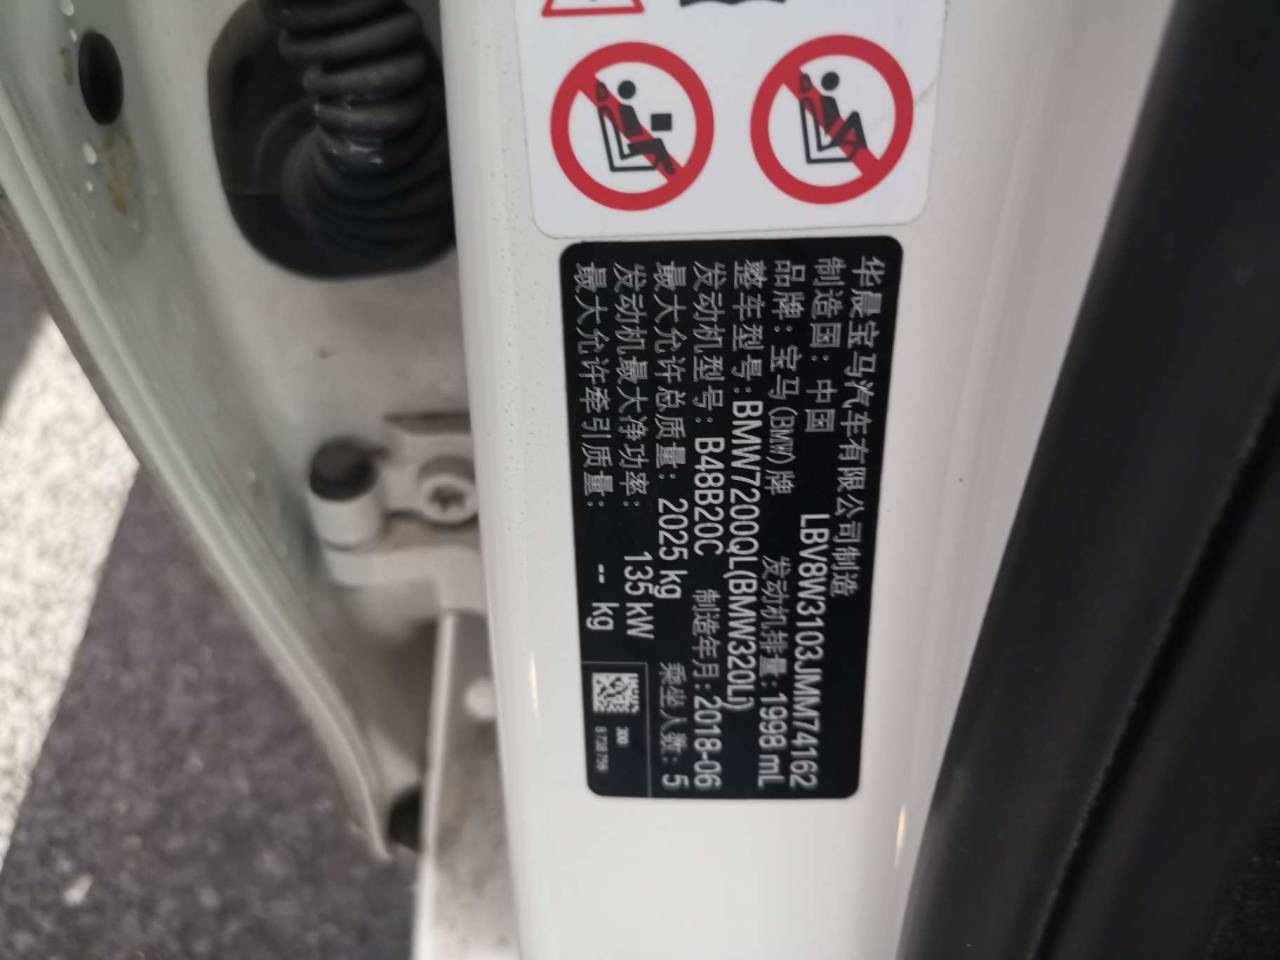 华晨宝马汽车有限公司制造
制造国：中国 LBV8W3103JMM74162
品牌：宝马(BMW)牌 发动机排量：1998 mL
整车型号：BMW7200QL(BMW320Li)
发动机型号：B48B20C 制造年月：2018-06
最大允许总质量：2025 kg 乘坐人数：5
发动机最大净功率：135 kW
最大允许牵引质量：-- kg